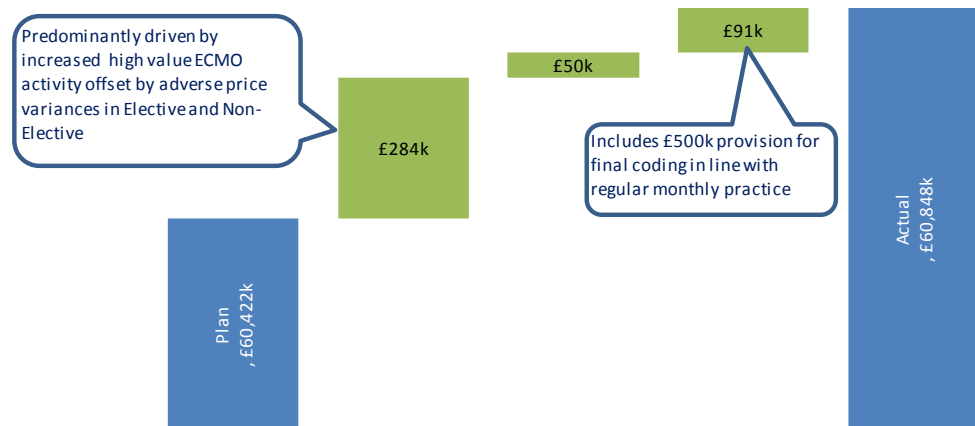 Predominantly driven by
increased high value ECMO
activity offset by adverse price
variances in Elective and Non-
Elective
£284k
£50k
£91k
Includes £500k provision for
final coding in line with
regular monthly practice
Plan
, £60,422k
Actual
, £60,848k